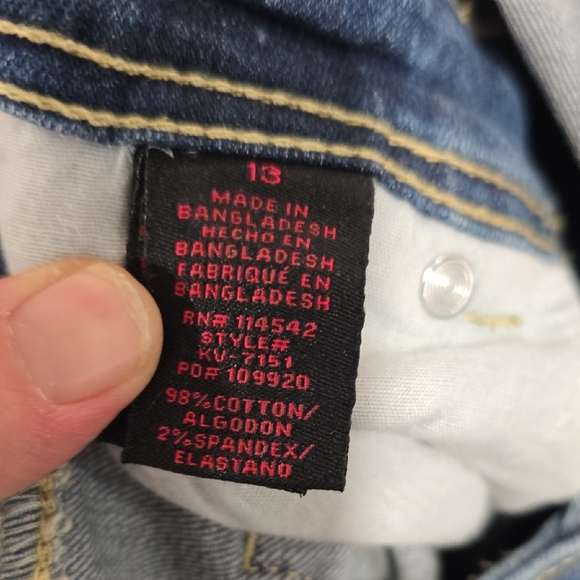 13
MADE IN
BANGLADESH
HECHO EN
BANGLADESH
FABRIQUÉ EN
BANGLADESH
RN# 114542
STYLE#
KV-7151
PO# 109920
98%COTTON/
ALGODON
2%SPANDEX/
ELASTANO